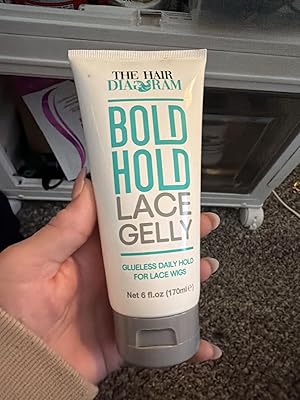 THE HAIR
DIAGRAM
BOLD
HOLD
LACE
GELLY
GLUELESS DAILY HOLD
FOR LACE WIGS
Net 6 fl.oz (170ml℮)